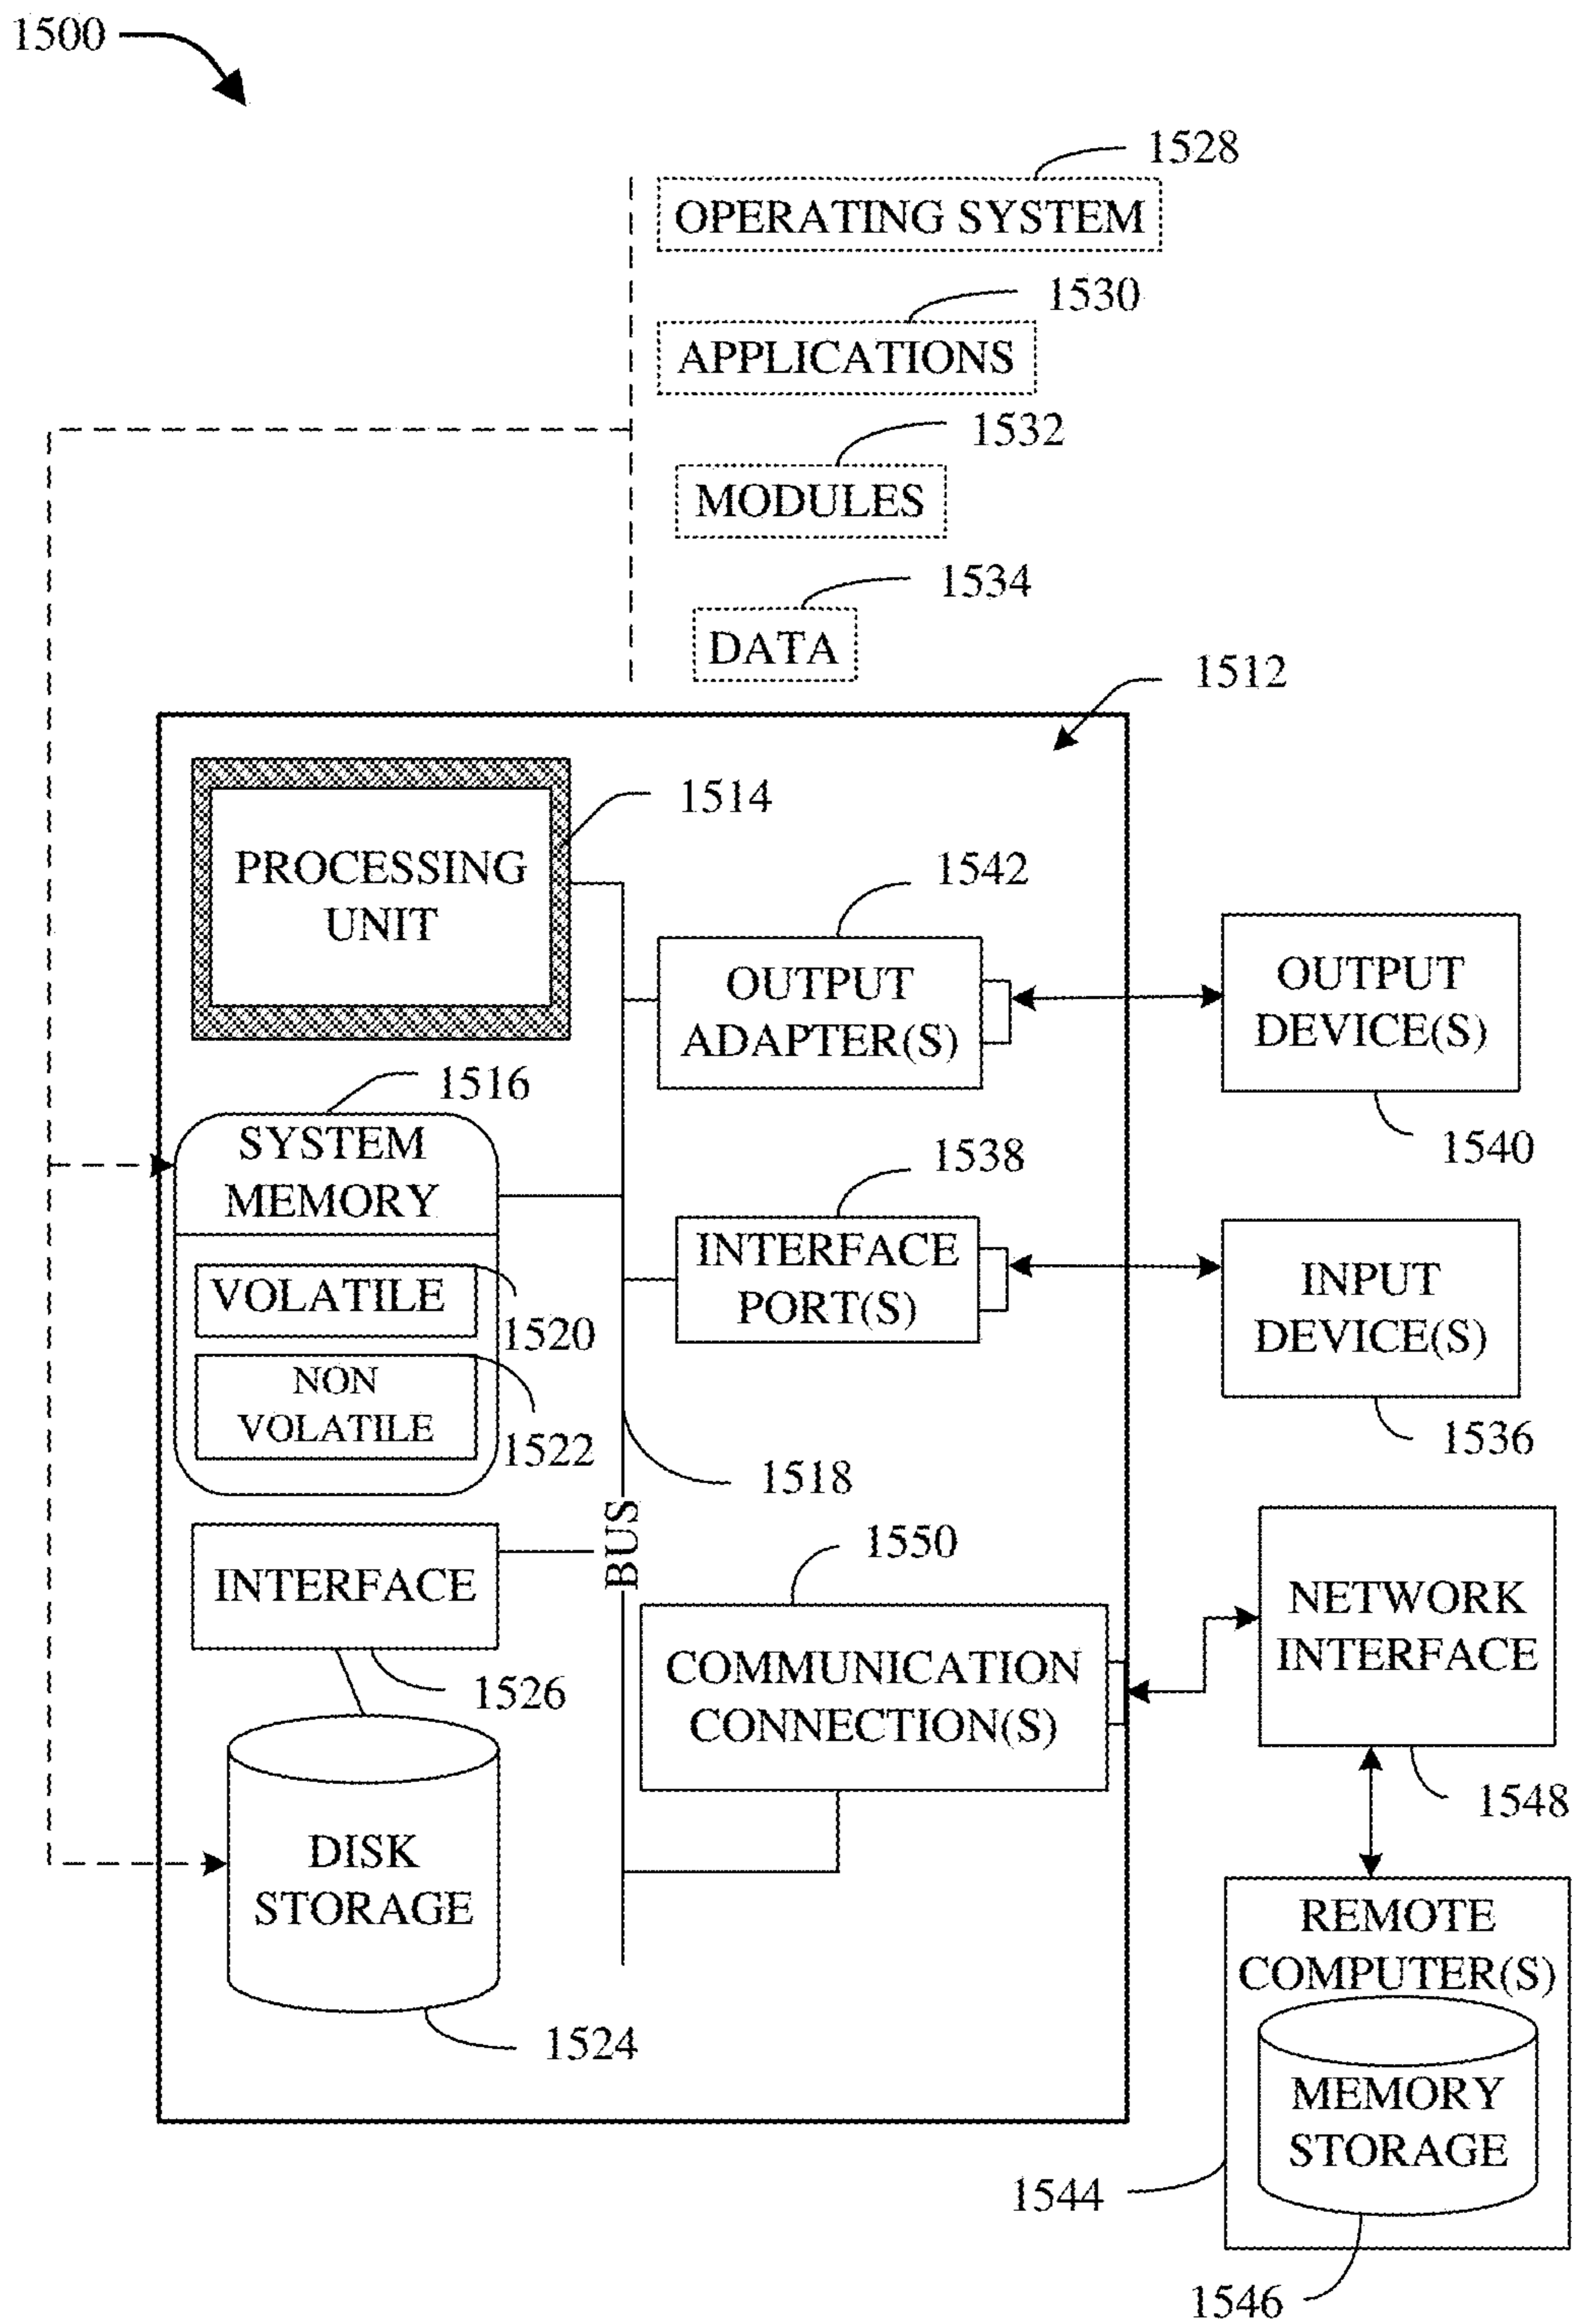 1500
1528
OPERATING SYSTEM
1530
APPLICATIONS
1532
MODULES
1534
DATA
1512
1514
PROCESSING
UNIT
1542
OUTPUT
ADAPTER(S)
OUTPUT
DEVICE(S)
1540
1516
SYSTEM
MEMORY
VOLATILE
1520
NON
VOLATILE
1522
1538
INTERFACE
PORT(S)
INPUT
DEVICE(S)
1536
1518
BUS
INTERFACE
1526
1550
COMMUNICATION
CONNECTION(S)
NETWORK
INTERFACE
1548
DISK
STORAGE
1524
REMOTE
COMPUTER(S)
MEMORY
STORAGE
1544
1546